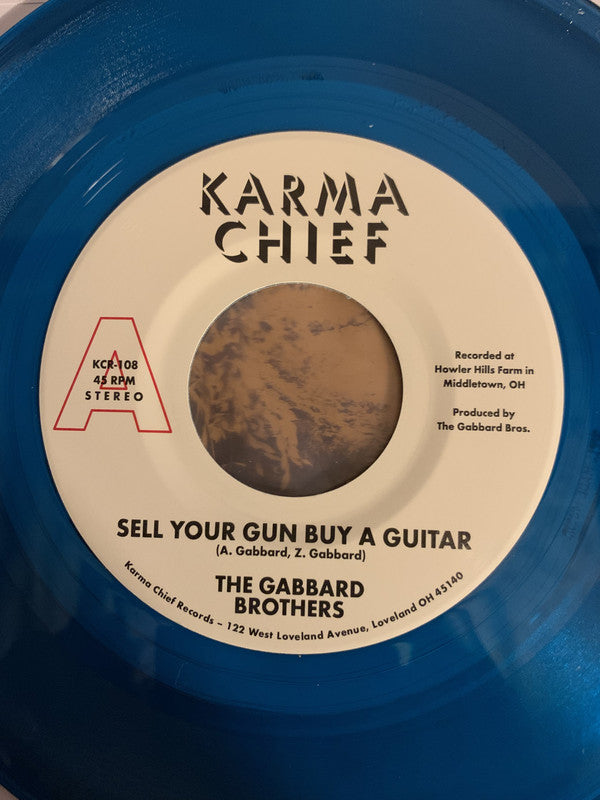 KARMA
CHIEF
A
KCR-108
45 RPM
STEREO
Recorded at
Howler Hills Farm in
Middletown, OH
Produced by
The Gabbard Bros.
SELL YOUR GUN BUY A GUITAR
(A. Gabbard, Z. Gabbard)
THE GABBARD
BROTHERS
Karma Chief Records – 122 West Loveland Avenue, Loveland OH 45140